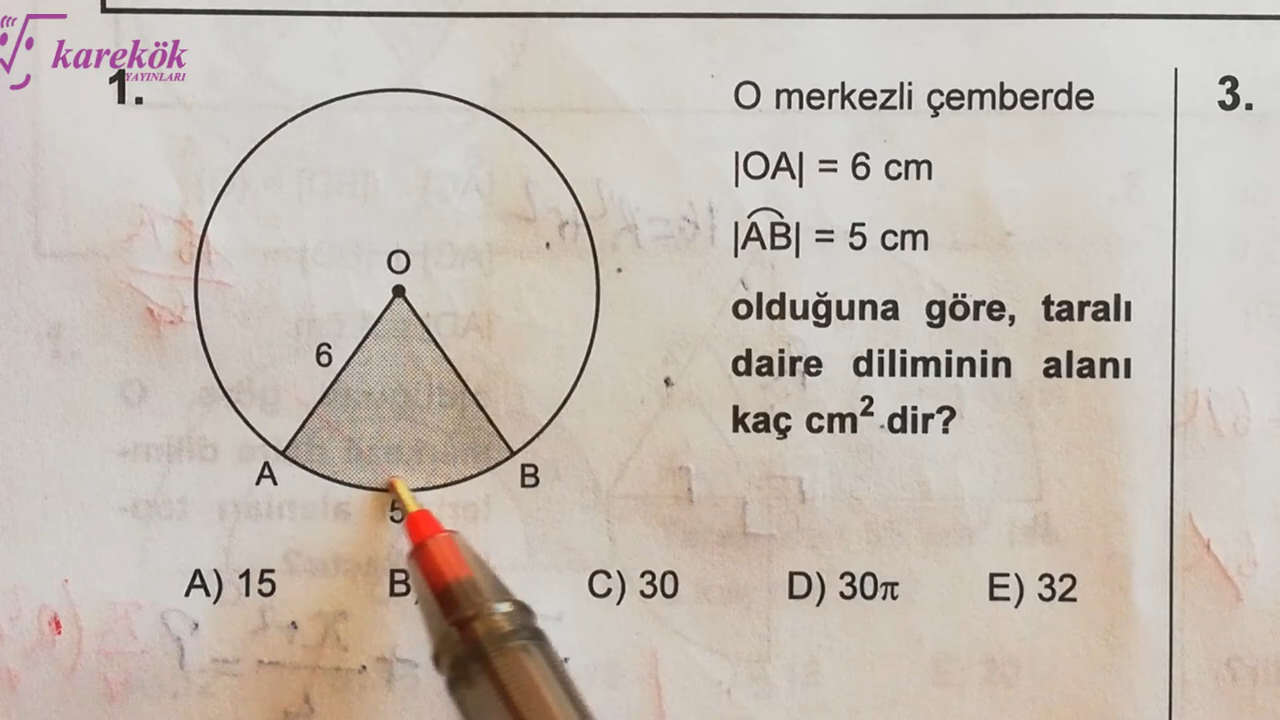 karekök
YAYINLARI
1.
O merkezli çemberde
|OA| = 6 cm
|AB| = 5 cm
olduğuna göre, taralı
daire diliminin alanı
kaç cm² dir?
O
6
A
B
5
A) 15
B)
C) 30
D) 30π
E) 32
3.